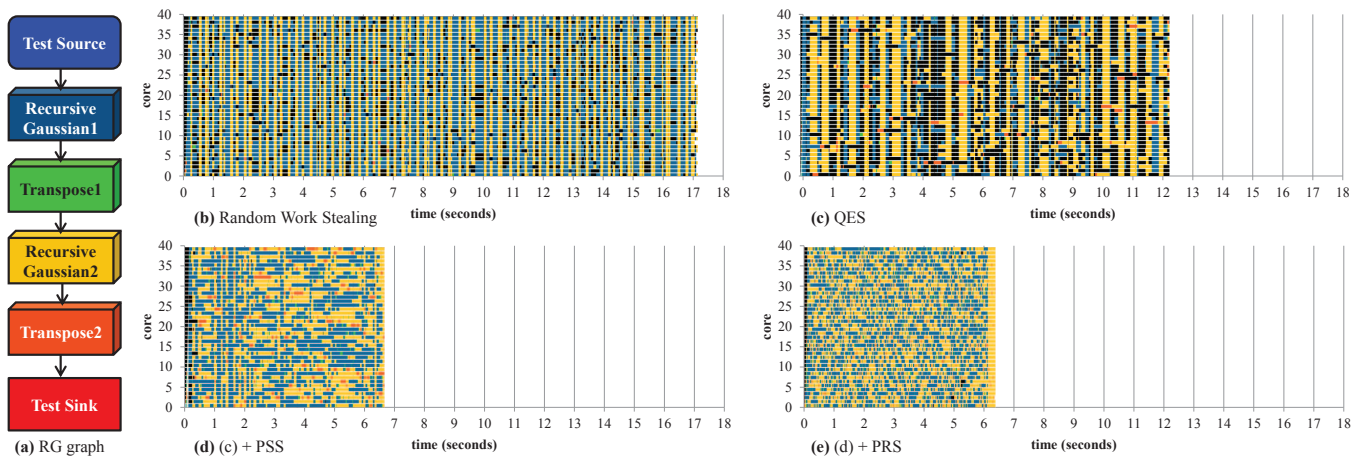 Test Source
Recursive
Gaussian1
Transpose1
Recursive
Gaussian2
Transpose2
Test Sink
(a) RG graph
core
40
35
30
25
20
15
10
5
0
0 1 2 3 4 5 6 7 8 9 10 11 12 13 14 15 16 17 18
(b) Random Work Stealing
time (seconds)
core
40
35
30
25
20
15
10
5
0
0 1 2 3 4 5 6 7 8 9 10 11 12 13 14 15 16 17 18
(c) QES
time (seconds)
core
40
35
30
25
20
15
10
5
0
0 1 2 3 4 5 6 7 8 9 10 11 12 13 14 15 16 17 18
(d) (c) + PSS
time (seconds)
core
40
35
30
25
20
15
10
5
0
0 1 2 3 4 5 6 7 8 9 10 11 12 13 14 15 16 17 18
(e) (d) + PRS
time (seconds)